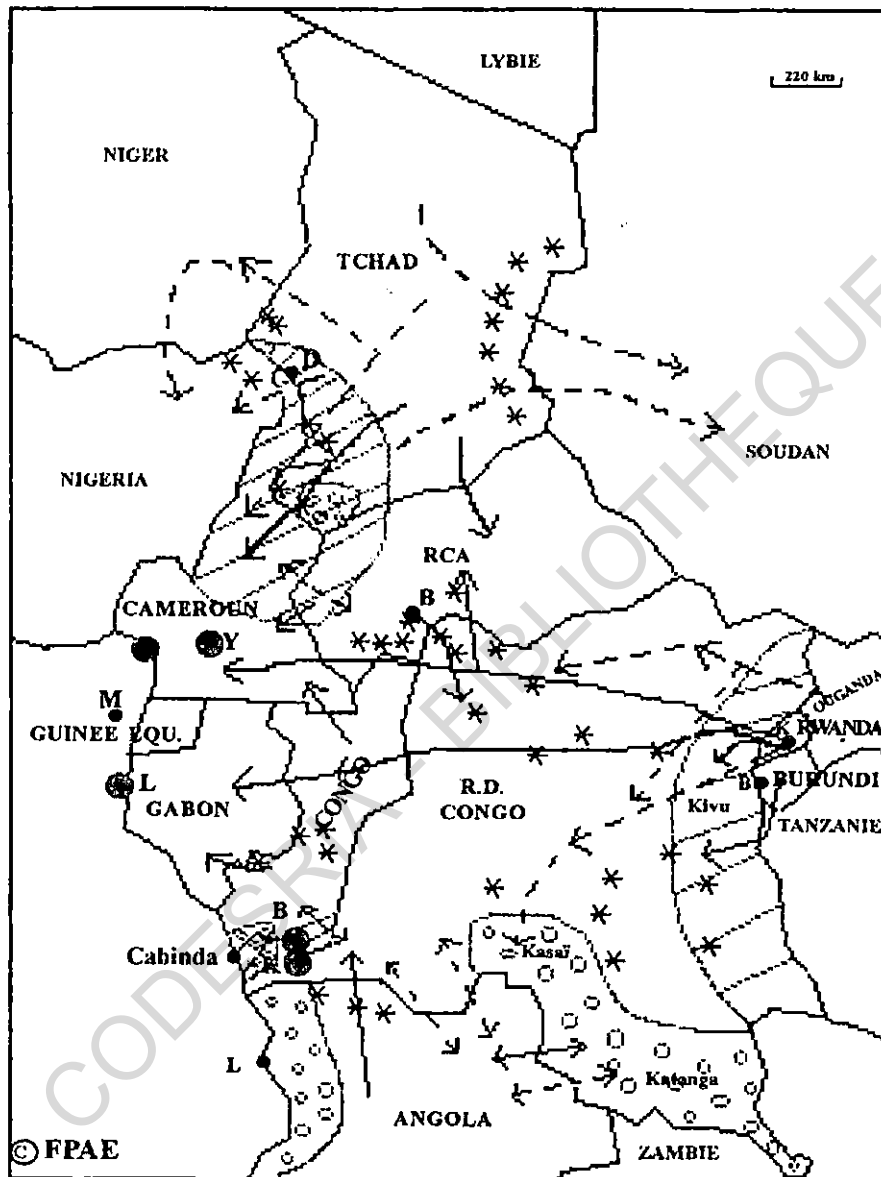 LYBIE
220 km
NIGER
TCHAD
D
SOUDAN
NIGERIA
RCA
B
CAMEROUN
Y
OUGANDA
M
GUINEE EQU.
RWANDA
L
GABON
CONGO
R.D.
CONGO
Kivu
B
BURUNDI
TANZANIE
B
Cabinda
K
Kasaï
L
Katanga
ANGOLA
ZAMBIE
© FPAE
CODESRIA - BIBLIOTHEQUE